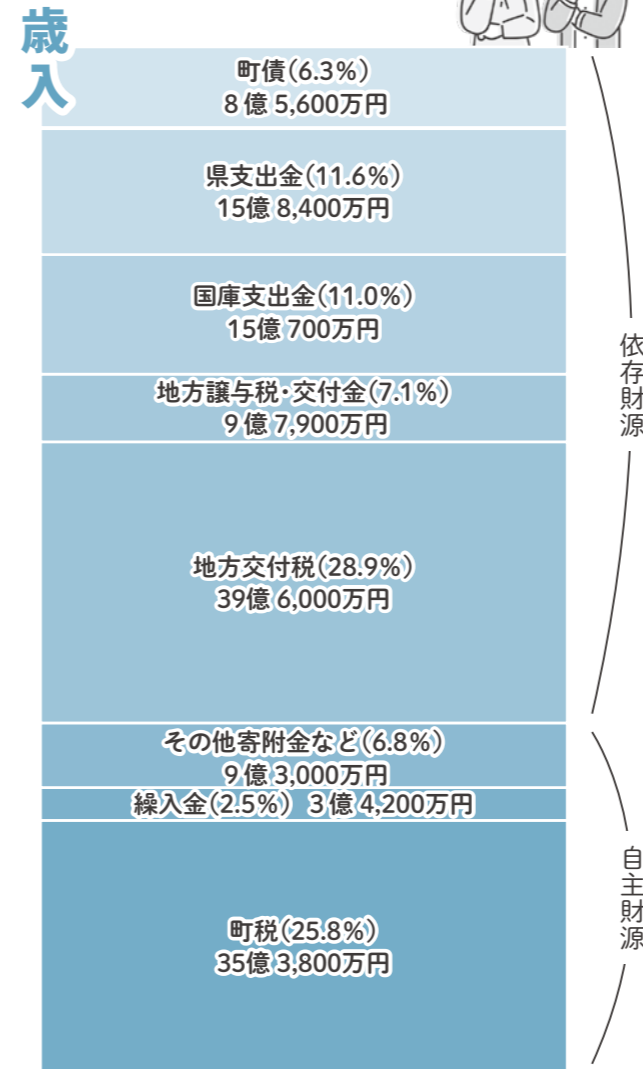 歳入
町債(6.3%)
8億5,600万円
県支出金(11.6%)
15億8,400万円
国庫支出金(11.0%)
15億700万円
地方譲与税・交付金(7.1%)
9億7,900万円
地方交付税(28.9%)
39億6,000万円
依存財源
その他寄附金など(6.8%)
9億3,000万円
繰入金(2.5%) 3億4,200万円
町税(25.8%)
35億3,800万円
自主財源